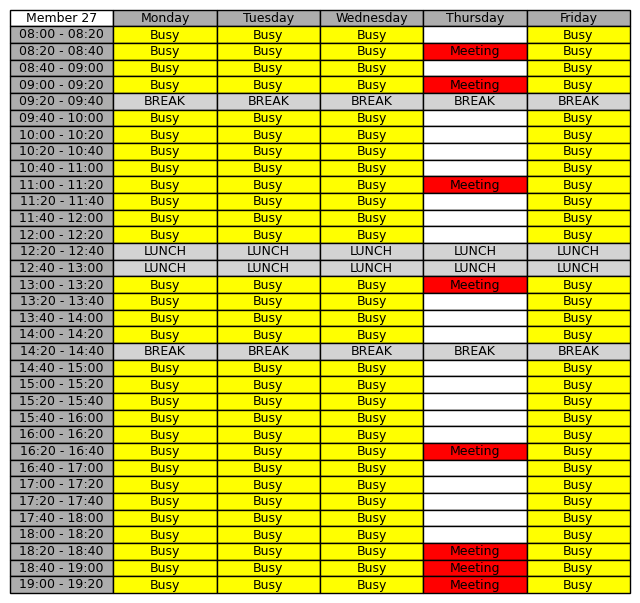 Member 27 Monday Tuesday Wednesday Thursday Friday
08:00 - 08:20 Busy Busy Busy Busy
08:20 - 08:40 Busy Busy Busy Meeting Busy
08:40 - 09:00 Busy Busy Busy Busy
09:00 - 09:20 Busy Busy Busy Meeting Busy
09:20 - 09:40 BREAK BREAK BREAK BREAK BREAK
09:40 - 10:00 Busy Busy Busy Busy
10:00 - 10:20 Busy Busy Busy Busy
10:20 - 10:40 Busy Busy Busy Busy
10:40 - 11:00 Busy Busy Busy Busy
11:00 - 11:20 Busy Busy Busy Meeting Busy
11:20 - 11:40 Busy Busy Busy Busy
11:40 - 12:00 Busy Busy Busy Busy
12:00 - 12:20 Busy Busy Busy Busy
12:20 - 12:40 LUNCH LUNCH LUNCH LUNCH LUNCH
12:40 - 13:00 LUNCH LUNCH LUNCH LUNCH LUNCH
13:00 - 13:20 Busy Busy Busy Meeting Busy
13:20 - 13:40 Busy Busy Busy Busy
13:40 - 14:00 Busy Busy Busy Busy
14:00 - 14:20 Busy Busy Busy Busy
14:20 - 14:40 BREAK BREAK BREAK BREAK BREAK
14:40 - 15:00 Busy Busy Busy Busy
15:00 - 15:20 Busy Busy Busy Busy
15:20 - 15:40 Busy Busy Busy Busy
15:40 - 16:00 Busy Busy Busy Busy
16:00 - 16:20 Busy Busy Busy Busy
16:20 - 16:40 Busy Busy Busy Meeting Busy
16:40 - 17:00 Busy Busy Busy Busy
17:00 - 17:20 Busy Busy Busy Busy
17:20 - 17:40 Busy Busy Busy Busy
17:40 - 18:00 Busy Busy Busy Busy
18:00 - 18:20 Busy Busy Busy Busy
18:20 - 18:40 Busy Busy Busy Meeting Busy
18:40 - 19:00 Busy Busy Busy Meeting Busy
19:00 - 19:20 Busy Busy Busy Meeting Busy